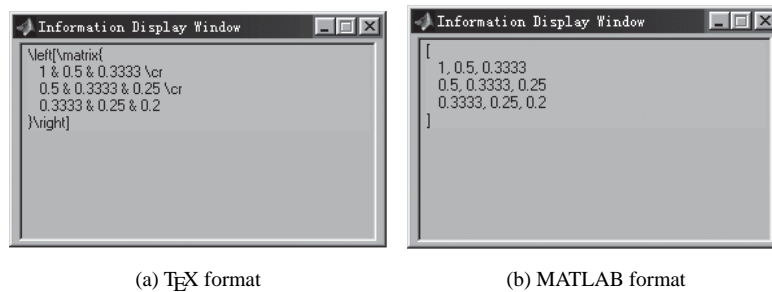 Information Display Window
\left[\matrix{
1 & 0.5 & 0.3333 \cr
0.5 & 0.3333 & 0.25 \cr
0.3333 & 0.25 & 0.2
}\right]
(a) TEX format
Information Display Window
[
1, 0.5, 0.3333
0.5, 0.3333, 0.25
0.3333, 0.25, 0.2
]
(b) MATLAB format